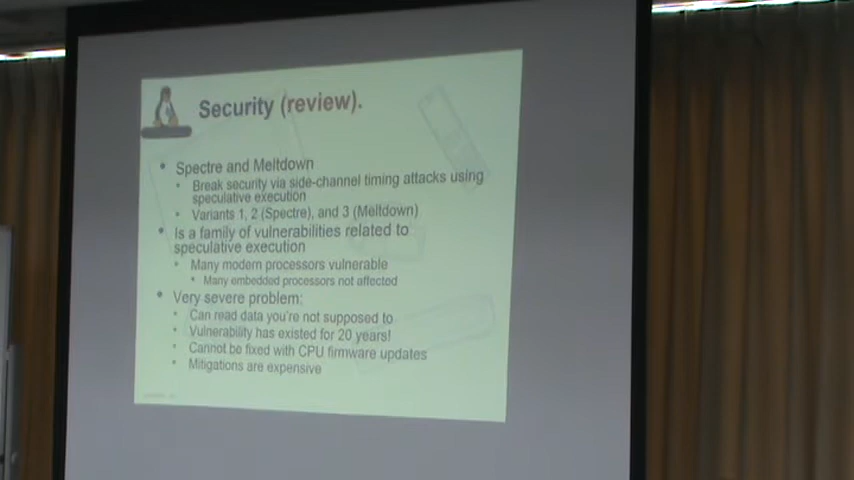 Security (review).
Spectre and Meltdown
Break security via side-channel timing attacks using
speculative execution
Variants 1, 2 (Spectre), and 3 (Meltdown)
Is a family of vulnerabilities related to
speculative execution
Many modern processors vulnerable
Many embedded processors not affected
Very severe problem:
Can read data you're not supposed to
Vulnerability has existed for 20 years!
Cannot be fixed with CPU firmware updates
Mitigations are expensive